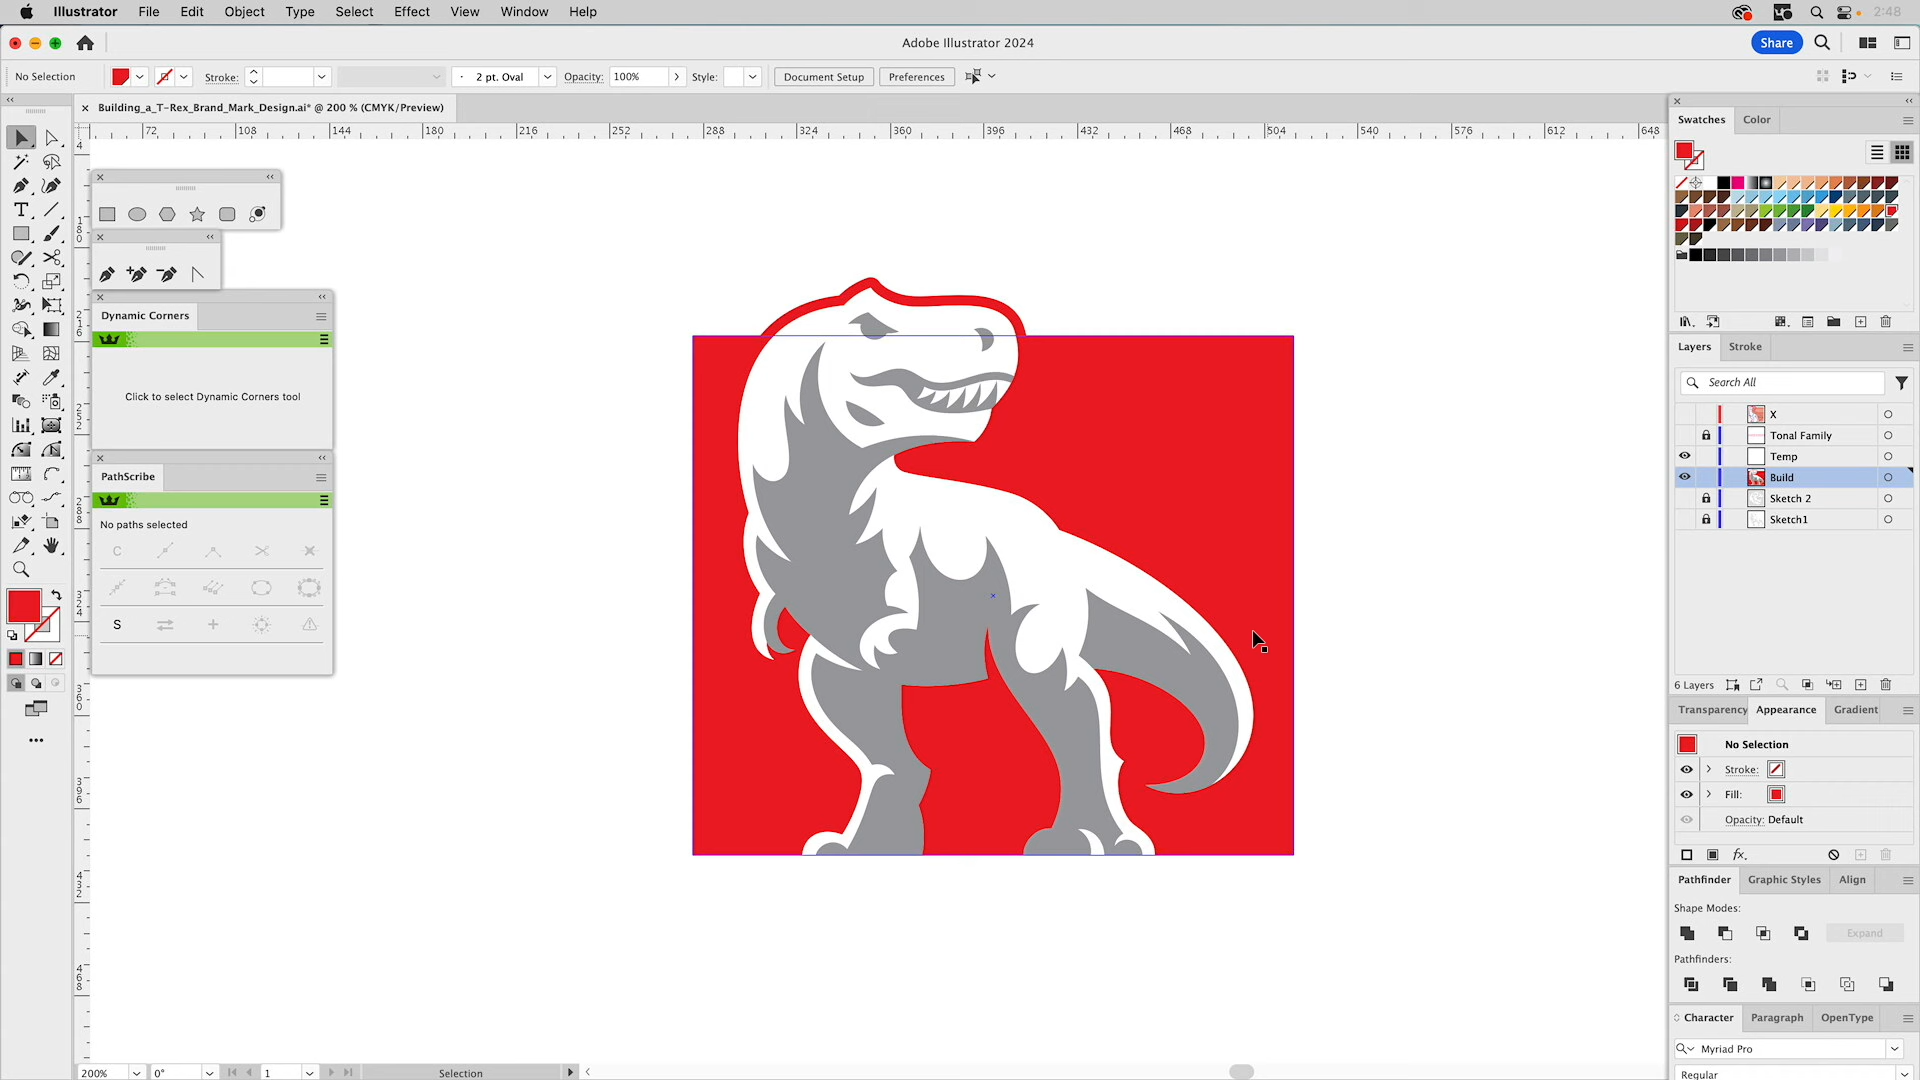 Illustrator File Edit Object Type Select Effect View Window Help 2:48
Adobe Illustrator 2024
Share
No Selection Stroke: 2 pt. Oval Opacity: 100% Style: Document Setup Preferences
Building_a_T-Rex_Brand_Mark_Design.ai* @ 200 % (CMYK/Preview)
72 108 144 180 216 252 288 324 360 396 432 468 504 540 576 612 648
Swatches Color
Dynamic Corners
Click to select Dynamic Corners tool
PathScribe
No paths selected
C
S
Layers Stroke
Search All
X
Tonal Family
Temp
Build
Sketch 2
Sketch1
6 Layers
Transparency Appearance Gradient
No Selection
Stroke:
Fill:
Opacity: Default
fx.
Pathfinder Graphic Styles Align
Shape Modes:
Expand
Pathfinders:
Character Paragraph OpenType
Myriad Pro
Regular
200% 0° 1 Selection